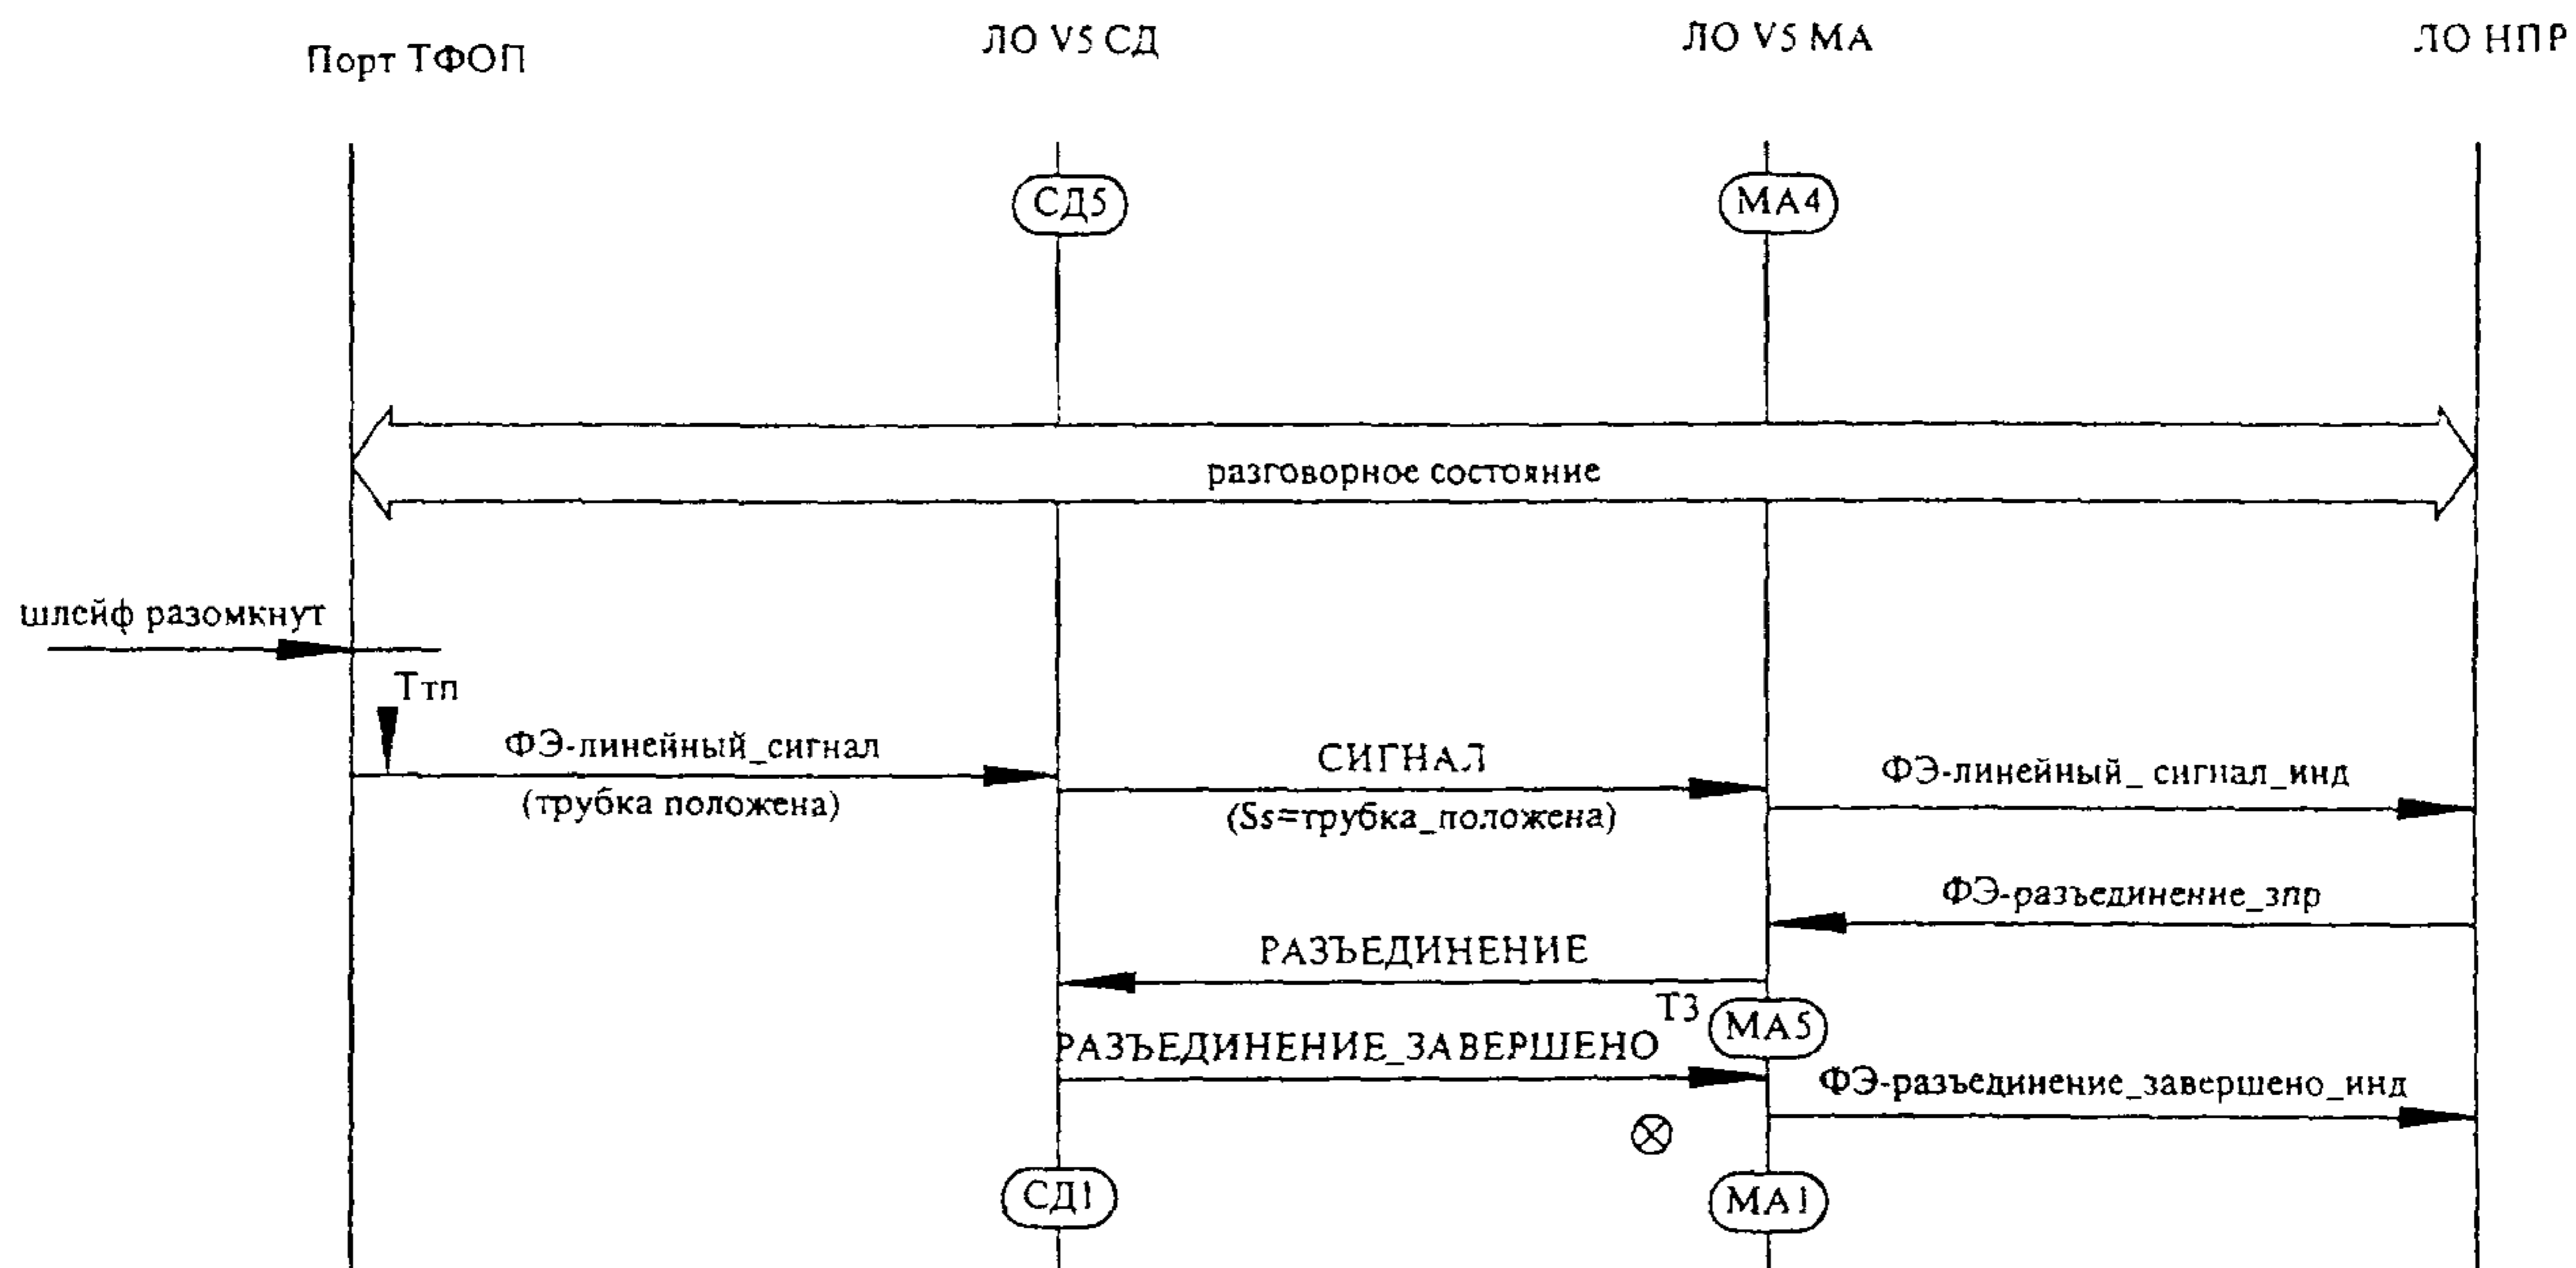 Порт ТФОП
ЛО V5 СД
ЛО V5 МА
ЛО НПР
СД5
МА4
разговорное состояние
шлейф разомкнут
Ттп
ФЭ-линейный_сигнал
(трубка положена)
СИГНАЛ
(Ss=трубка_положена)
ФЭ-линейный_ сигнал_инд
ФЭ-разъединение_зпр
РАЗЪЕДИНЕНИЕ
Т3
МА5
РАЗЪЕДИНЕНИЕ_ЗАВЕРШЕНО
ФЭ-разъединение_завершено_инд
СД1
МА1